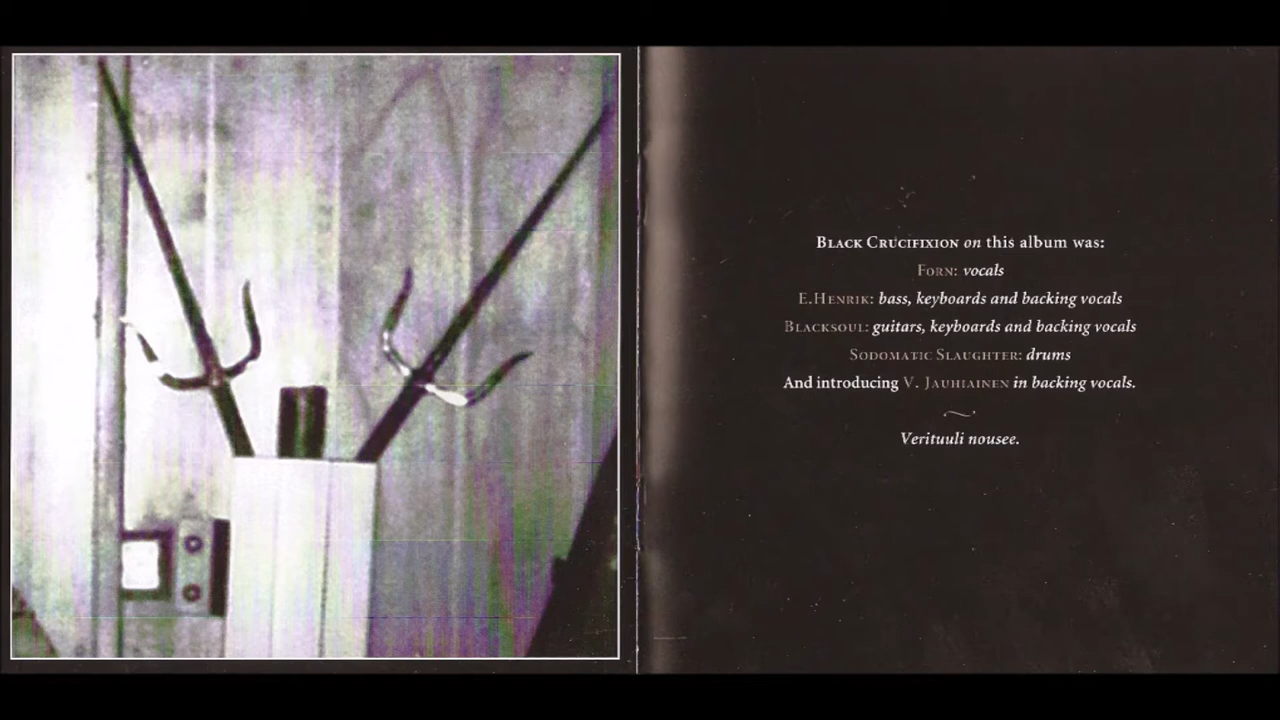 Black Crucifixion on this album was:
Forn: vocals
E.Henrik: bass, keyboards and backing vocals
Blacksoul: guitars, keyboards and backing vocals
Sodomatic Slaughter: drums
And introducing V. Jauhiainen in backing vocals.
Verituuli nousee.